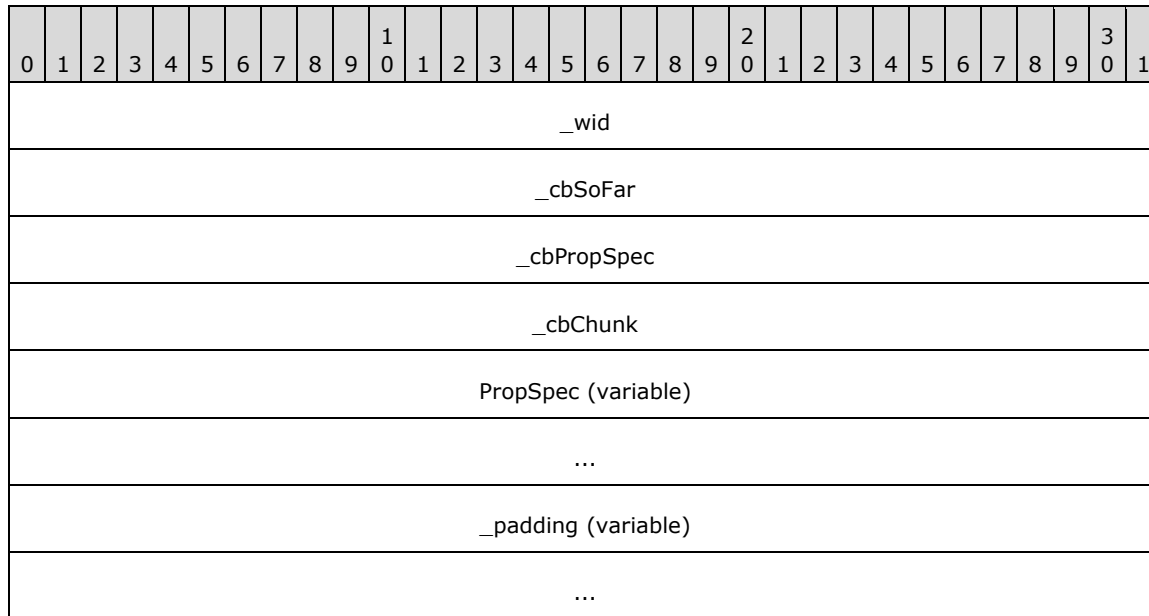 1 2 3
0 1 2 3 4 5 6 7 8 9 0 1 2 3 4 5 6 7 8 9 0 1 2 3 4 5 6 7 8 9 0 1
_wid
_cbSoFar
_cbPropSpec
_cbChunk
PropSpec (variable)
...
_padding (variable)
...